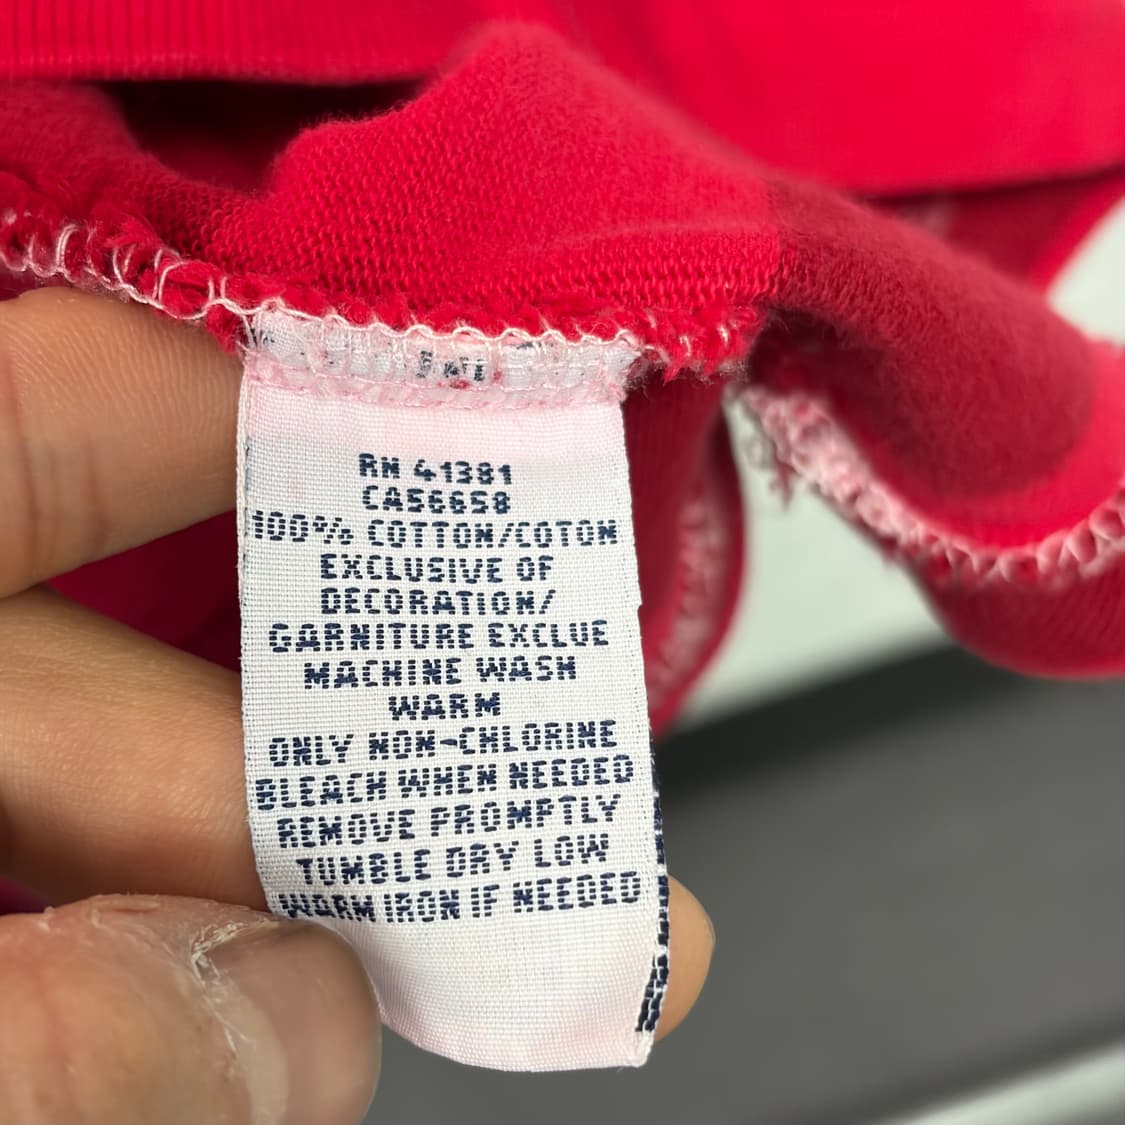 RN 41381
CA56658
100% COTTON/COTON
EXCLUSIVE OF
DECORATION/
GARNITURE EXCLUE
MACHINE WASH
WARM
ONLY NON-CHLORINE
BLEACH WHEN NEEDED
REMOVE PROMPTLY
TUMBLE DRY LOW
WARM IRON IF NEEDED